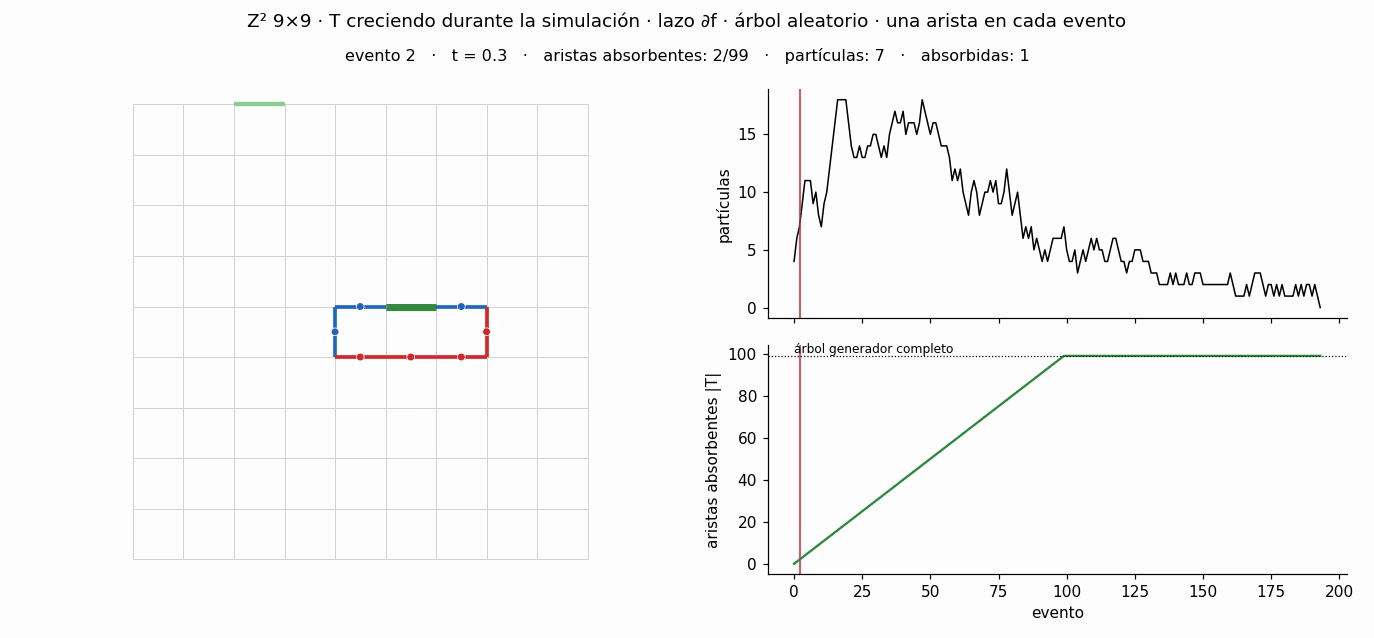 Z² 9×9 · T creciendo durante la simulación · lazo ∂f · árbol aleatorio · una arista en cada evento
evento 2 · t = 0.3 · aristas absorbentes: 2/99 · partículas: 7 · absorbidas: 1
partículas
15
10
5
0
árbol generador completo
aristas absorbentes |T|
100
80
60
40
20
0
0 25 50 75 100 125 150 175 200
evento